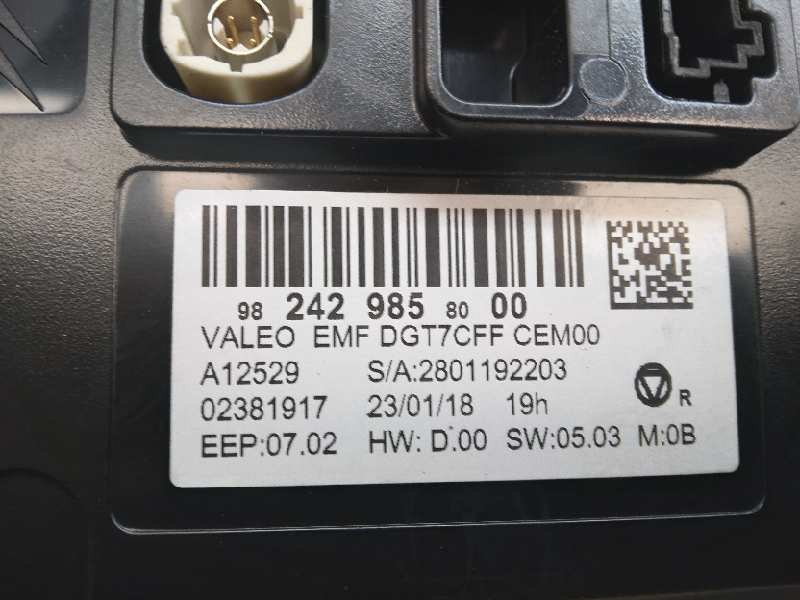 98 242 985 80 00
VALEO EMF DGT7CFF CEM00
A12529 S/A:2801192203
02381917 23/01/18 19h R
EEP:07.02 HW: D.00 SW:05.03 M:0B